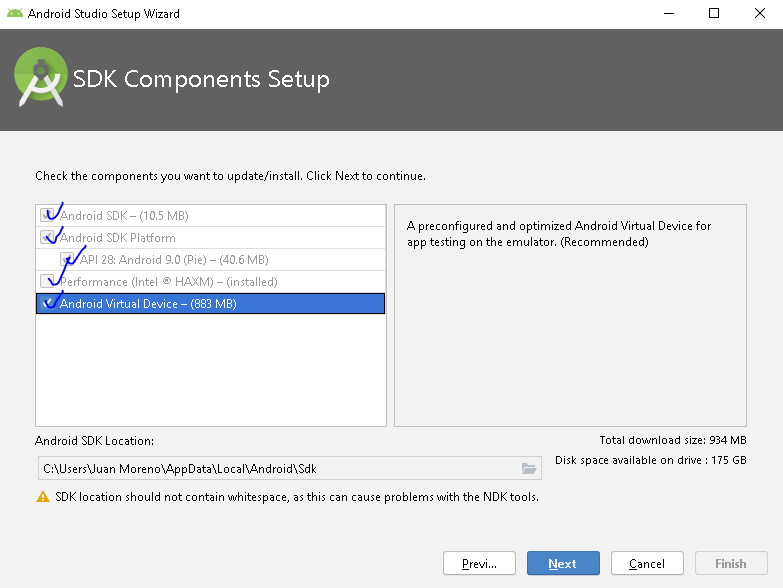 Android Studio Setup Wizard
SDK Components Setup
Check the components you want to update/install. Click Next to continue.
Android SDK – (10.5 MB)
Android SDK Platform
API 28: Android 9.0 (Pie) – (40.6 MB)
Performance (Intel ® HAXM) – (installed)
Android Virtual Device – (883 MB)
A preconfigured and optimized Android Virtual Device for
app testing on the emulator. (Recommended)
Android SDK Location:
Total download size: 934 MB
C:\Users\Juan Moreno\AppData\Local\Android\Sdk
Disk space available on drive : 175 GB
SDK location should not contain whitespace, as this can cause problems with the NDK tools.
Previ...
Next
Cancel
Finish